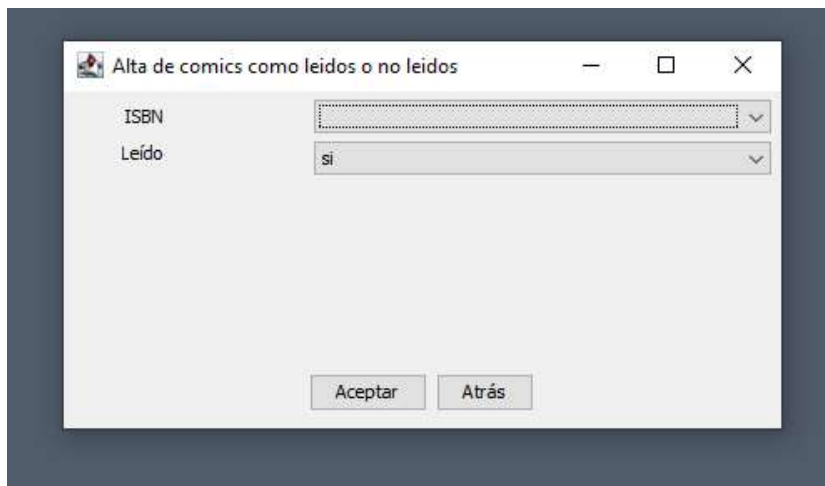 Alta de comics como leidos o no leidos
ISBN
Leído si
Aceptar Atrás